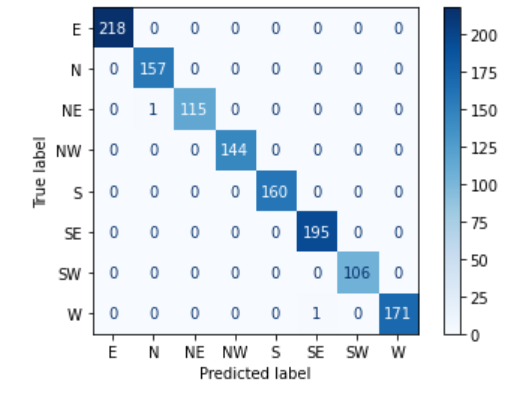 E 218 0 0 0 0 0 0 0
N 0 157 0 0 0 0 0 0
NE 0 1 115 0 0 0 0 0
NW 0 0 0 144 0 0 0 0
S 0 0 0 0 160 0 0 0
SE 0 0 0 0 0 195 0 0
SW 0 0 0 0 0 0 106 0
W 0 0 0 0 0 1 0 171
E N NE NW S SE SW W
Predicted label
True label
200
175
150
125
100
75
50
25
0